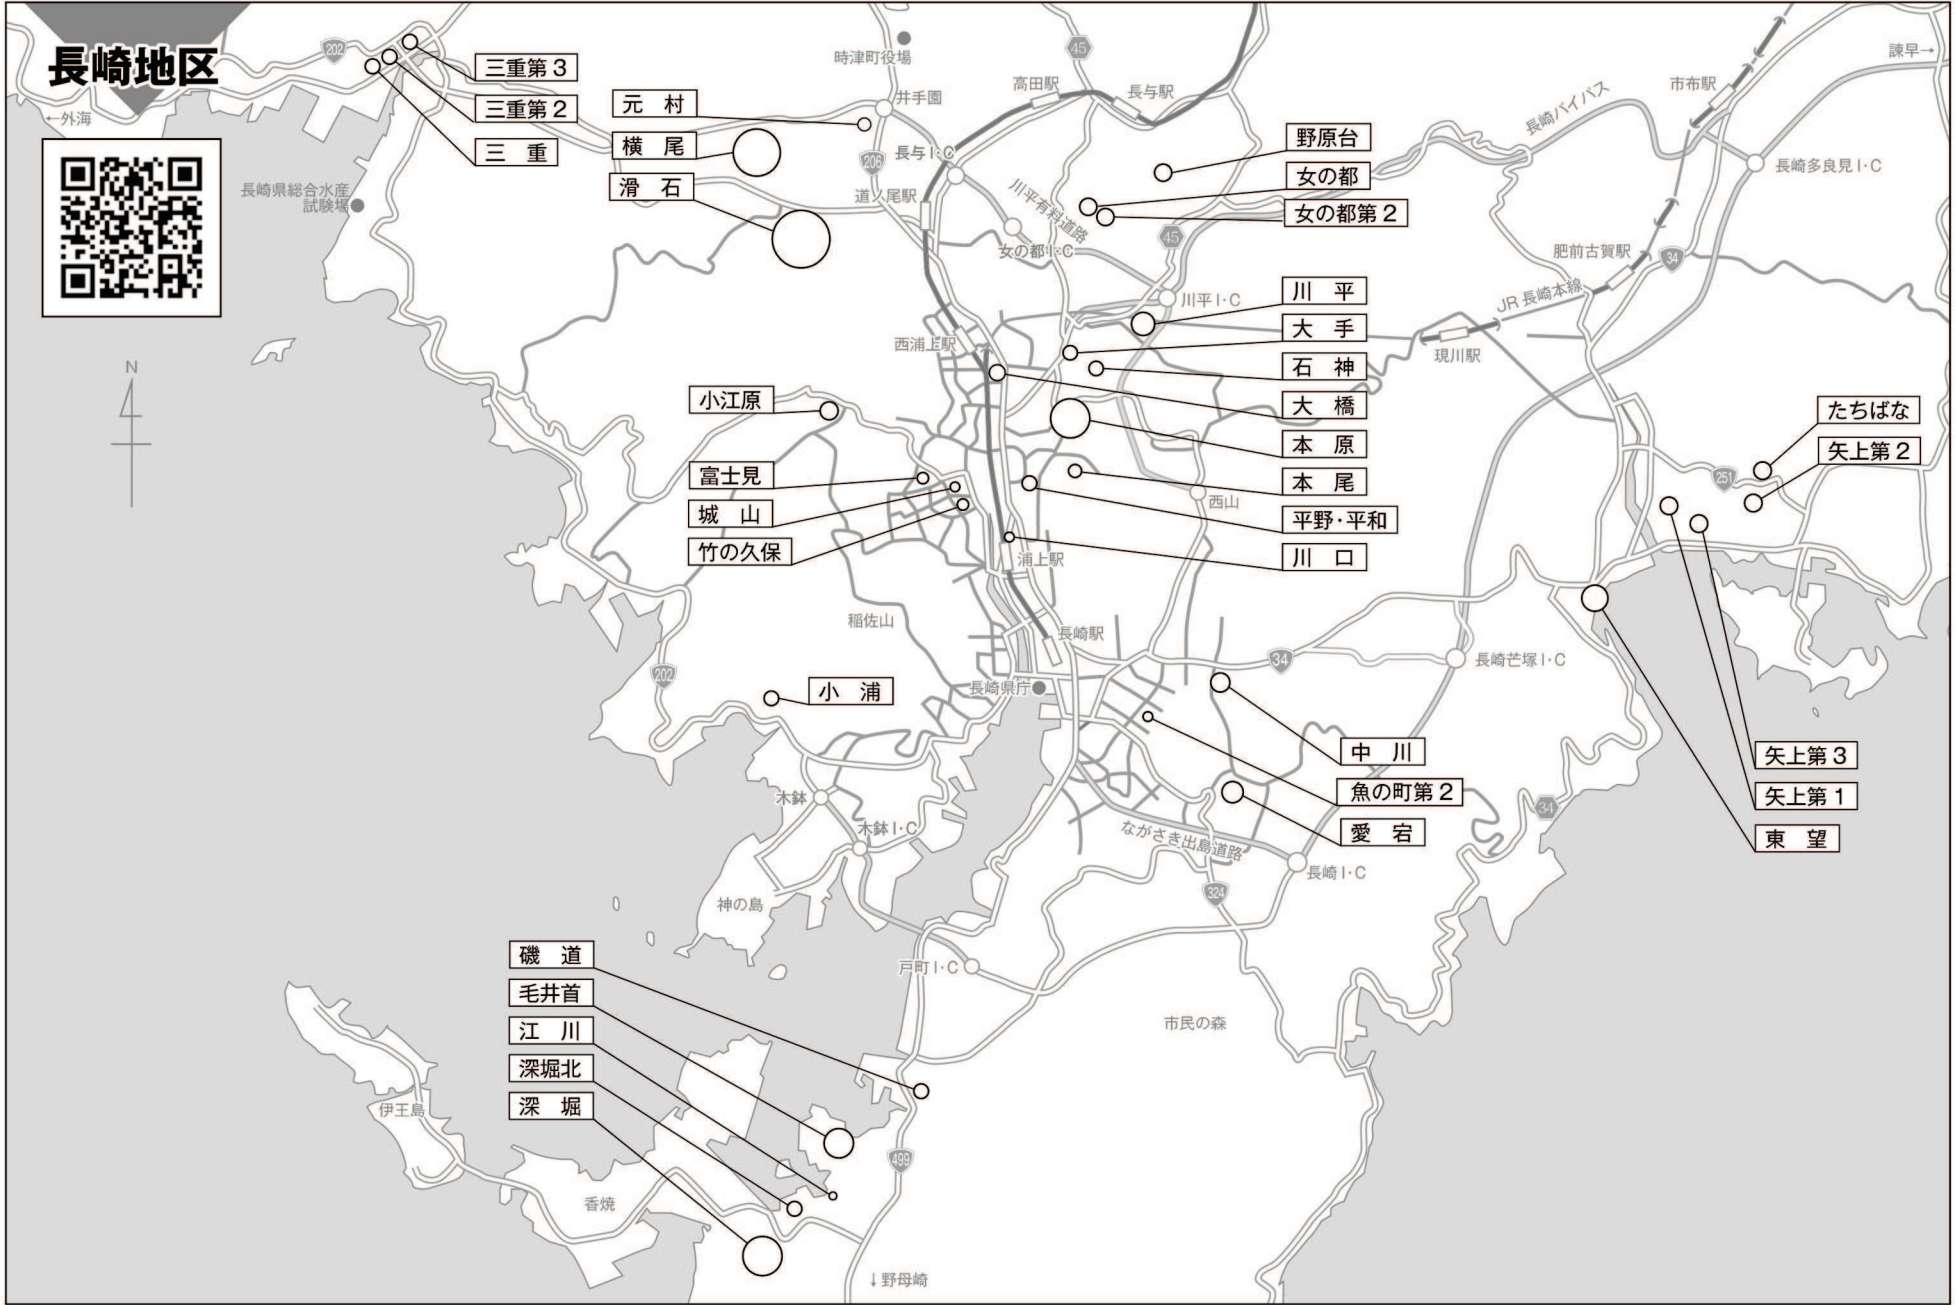 長崎地区
202
三重第3
三重第2
三 重
←外海
長崎県総合水産
試験場
N
時津町役場
45
高田駅
長与駅
井手園
元 村
横 尾
滑 石
206
長与I・C
道ノ尾駅
川平有料道路
女の都I・C
野原台
女の都
女の都第2
45
長崎バイパス
市布駅
諫早→
長崎多良見I・C
肥前古賀駅
34
JR長崎本線
現川駅
川平I・C
川 平
大 手
石 神
大 橋
本 原
本 尾
平野・平和
川 口
西浦上駅
小江原
富士見
城 山
竹の久保
西山
浦上駅
たちばな
矢上第2
251
稲佐山
長崎駅
34
長崎芒塚I・C
202
小 浦
長崎県庁
中 川
魚の町第2
愛 宕
矢上第3
矢上第1
東 望
34
木鉢
木鉢I・C
ながさき出島道路
長崎I・C
324
神の島
戸町I・C
磯 道
毛井首
江 川
深堀北
深 堀
市民の森
伊王島
499
香焼
↓野母崎